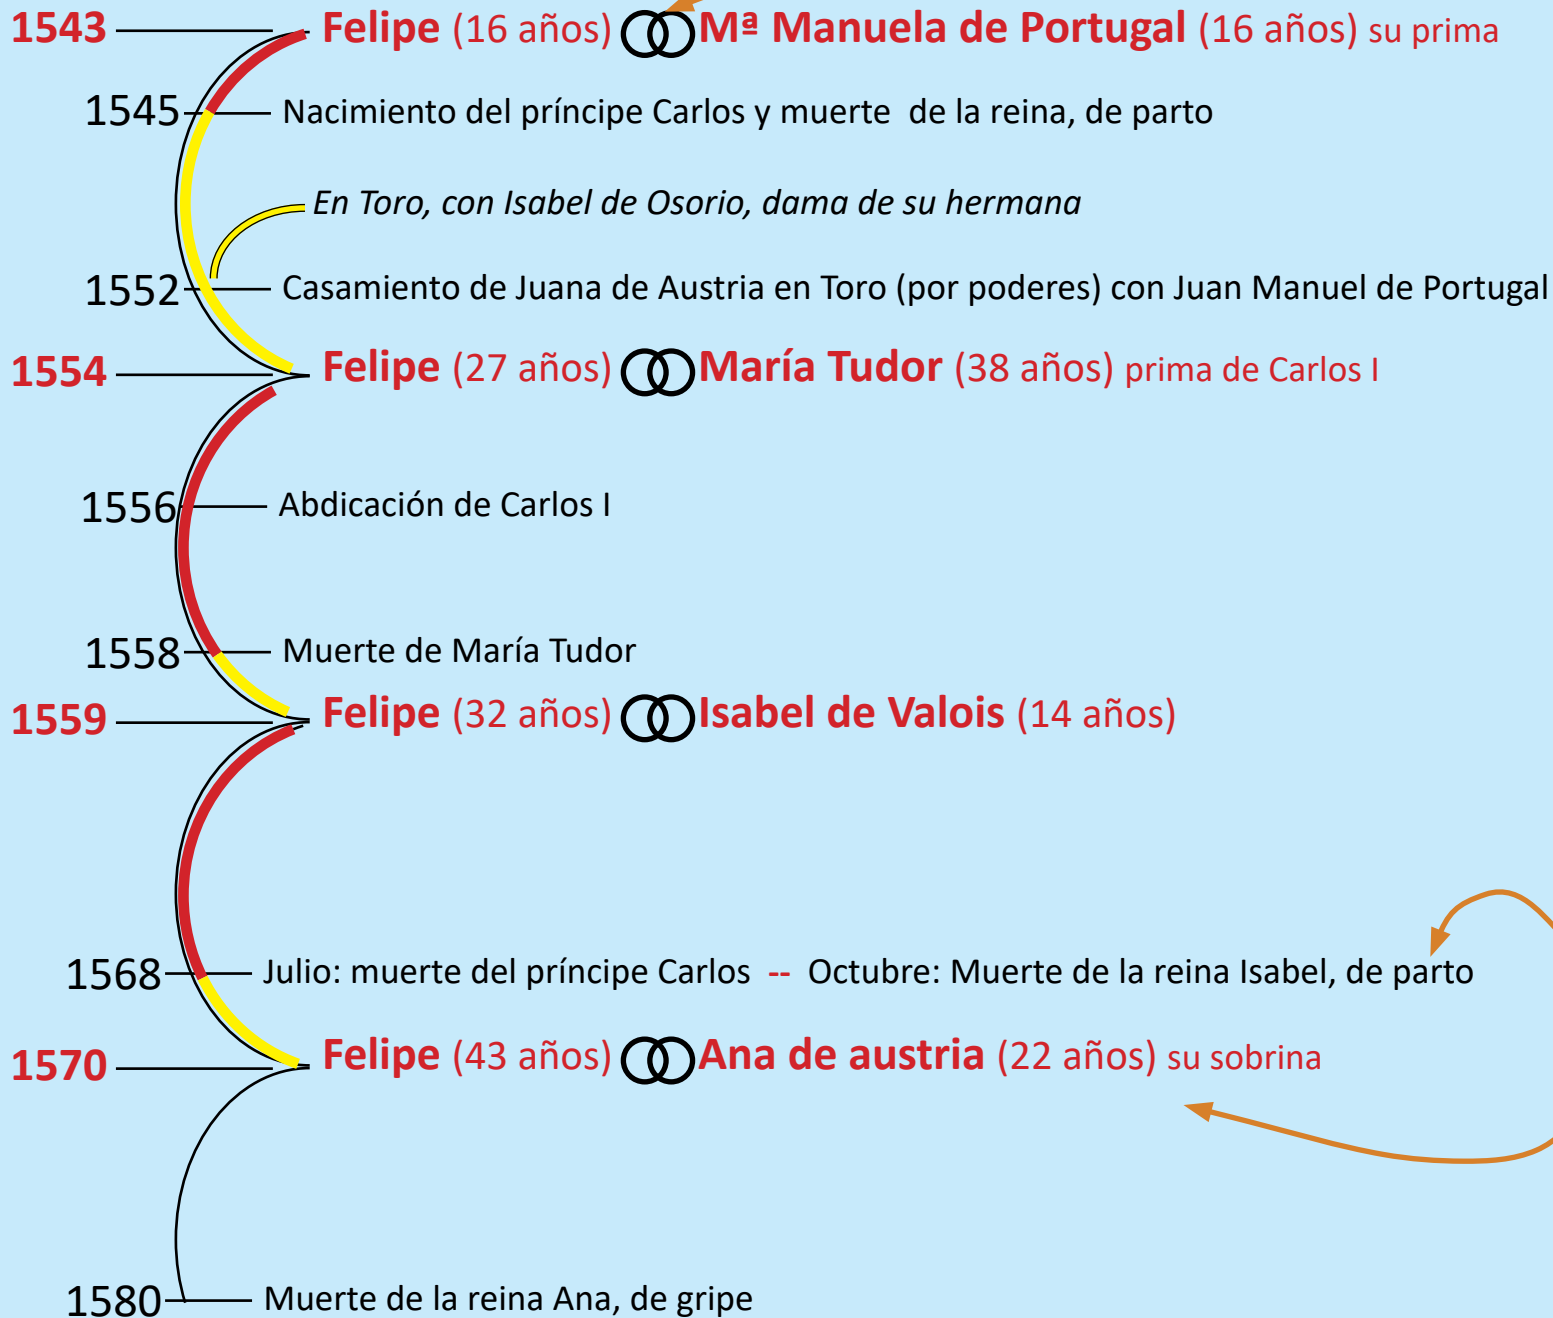 1543 Felipe (16 años) Mª Manuela de Portugal (16 años) su prima
1545 Nacimiento del príncipe Carlos y muerte de la reina, de parto
En Toro, con Isabel de Osorio, dama de su hermana
1552 Casamiento de Juana de Austria en Toro (por poderes) con Juan Manuel de Portugal
1554 Felipe (27 años) María Tudor (38 años) prima de Carlos I
1556 Abdicación de Carlos I
1558 Muerte de María Tudor
1559 Felipe (32 años) Isabel de Valois (14 años)
1568 Julio: muerte del príncipe Carlos -- Octubre: Muerte de la reina Isabel, de parto
1570 Felipe (43 años) Ana de austria (22 años) su sobrina
1580 Muerte de la reina Ana, de gripe